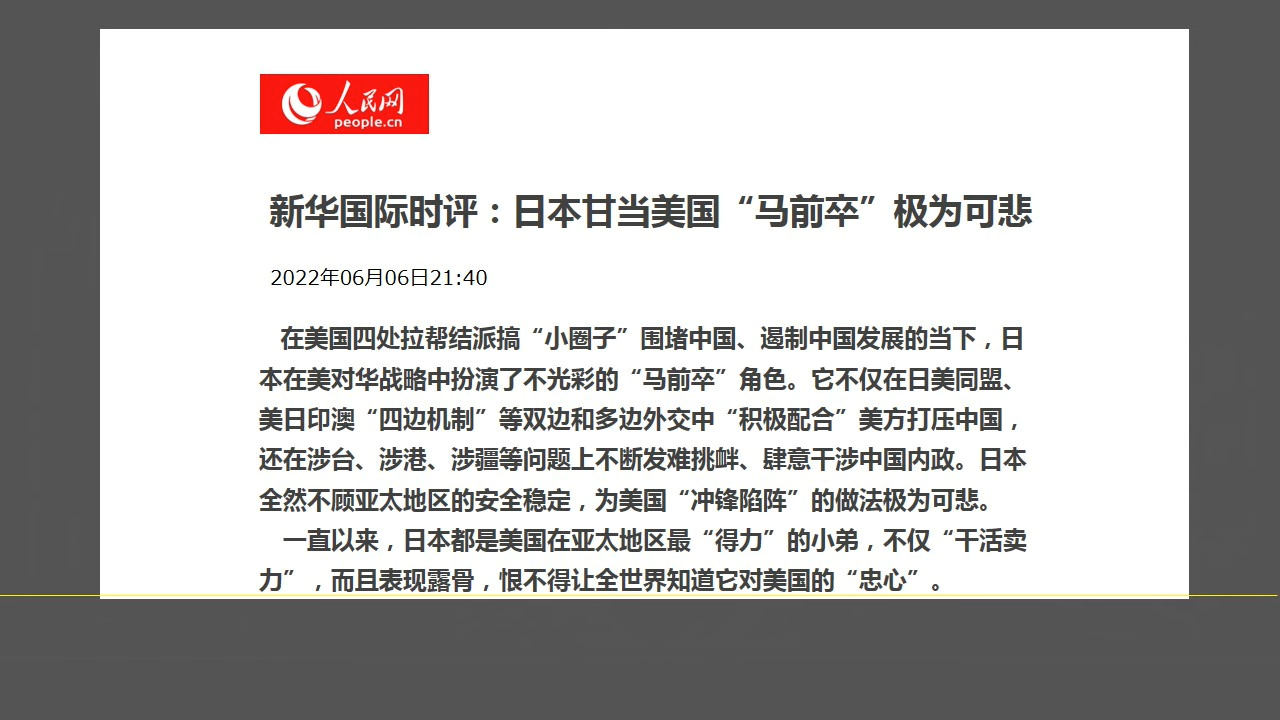 人民网
people.cn
新华国际时评：日本甘当美国“马前卒”极为可悲
2022年06月06日21:40
在美国四处拉帮结派搞“小圈子”围堵中国、遏制中国发展的当下，日
本在美对华战略中扮演了不光彩的“马前卒”角色。它不仅在日美同盟、
美日印澳“四边机制”等双边和多边外交中“积极配合”美方打压中国，
还在涉台、涉港、涉疆等问题上不断发难挑衅、肆意干涉中国内政。日本
全然不顾亚太地区的安全稳定，为美国“冲锋陷阵”的做法极为可悲。
一直以来，日本都是美国在亚太地区最“得力”的小弟，不仅“干活卖
力”，而且表现露骨，恨不得让全世界知道它对美国的“忠心”。